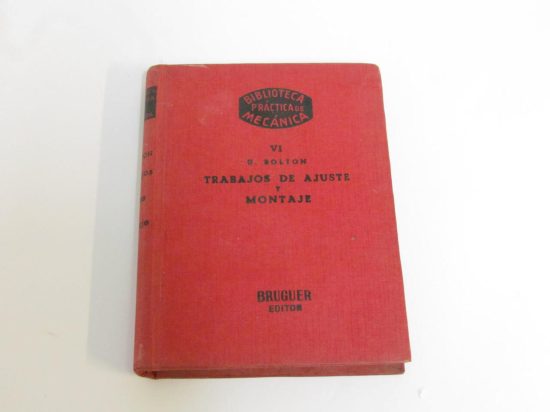 BIBLIOTECA
PRÁCTICA DE
MECÁNICA
VI
U. BOLTON
TRABAJOS DE AJUSTE
Y
MONTAJE
BRUGUER
EDITOR